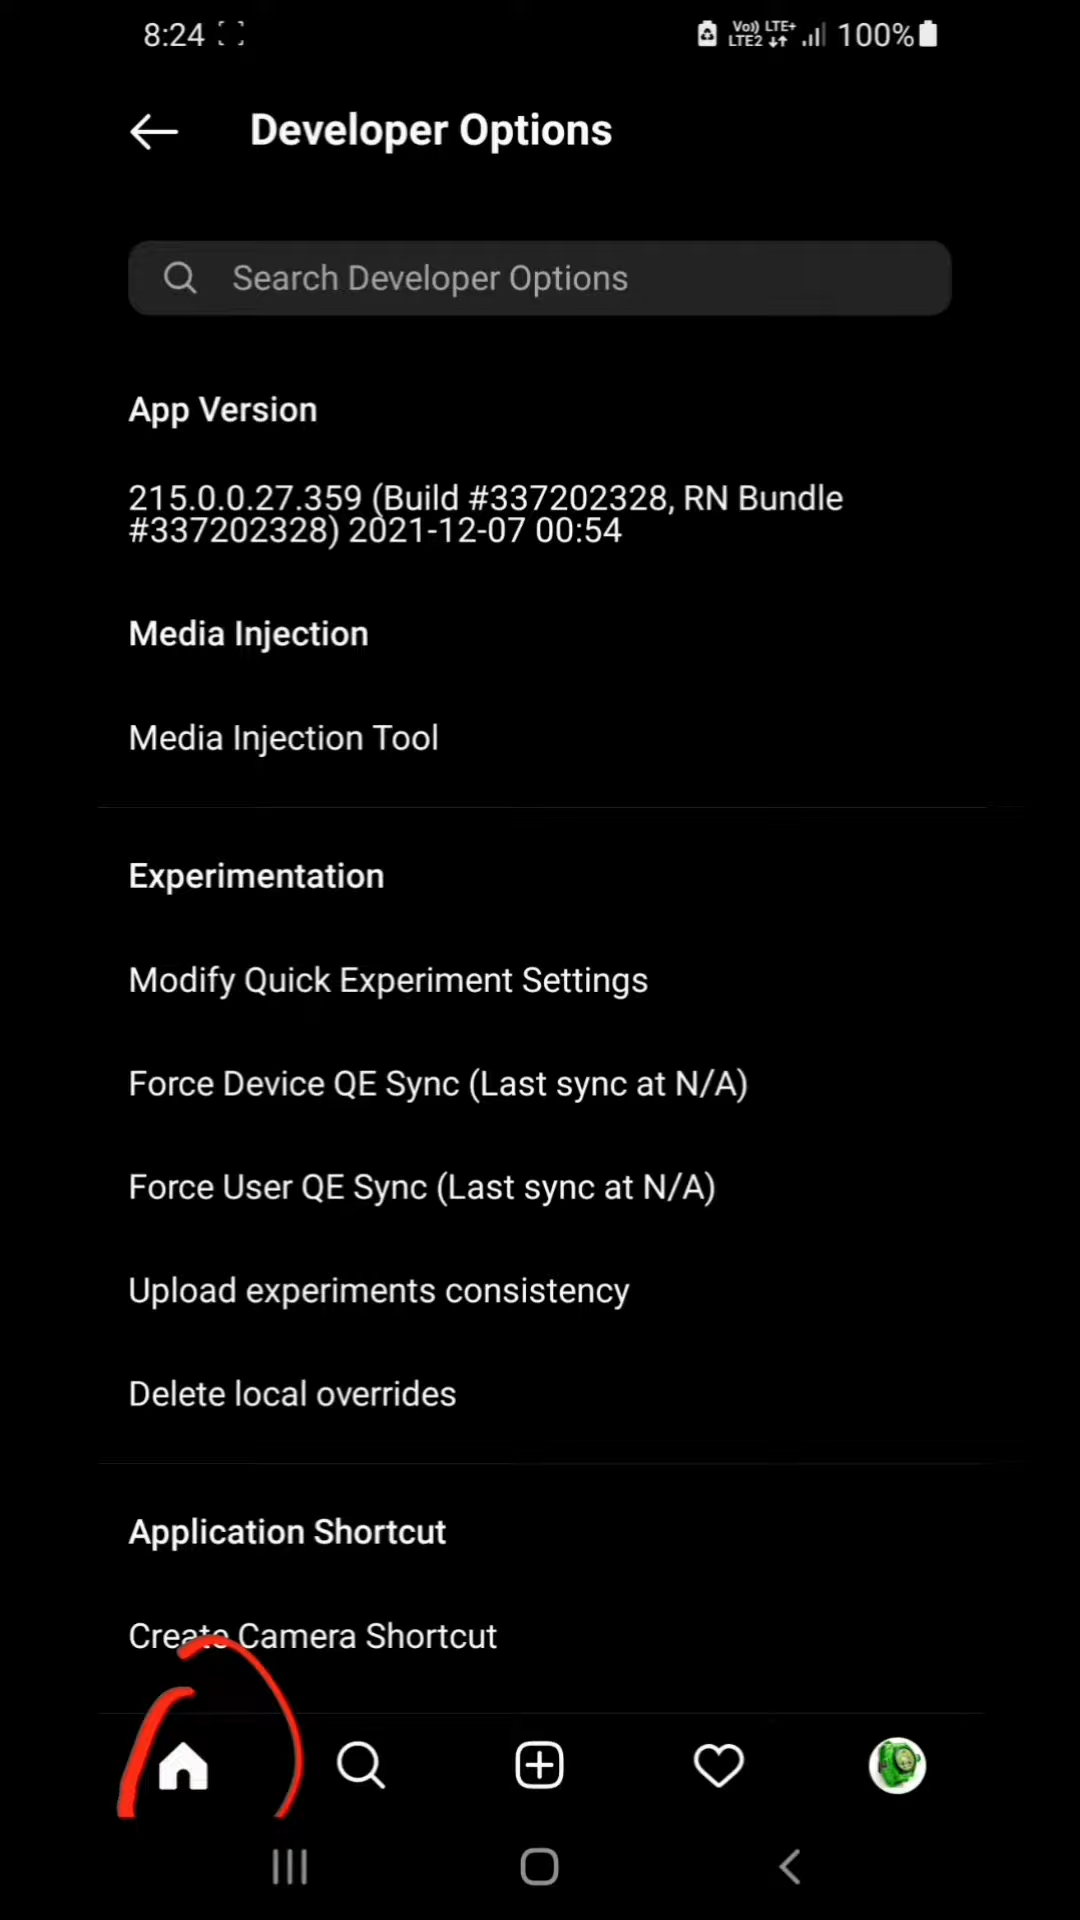 8:24
Vo)) LTE+
LTE2
100%
Developer Options
Search Developer Options
App Version
215.0.0.27.359 (Build #337202328, RN Bundle
#337202328) 2021-12-07 00:54
Media Injection
Media Injection Tool
Experimentation
Modify Quick Experiment Settings
Force Device QE Sync (Last sync at N/A)
Force User QE Sync (Last sync at N/A)
Upload experiments consistency
Delete local overrides
Application Shortcut
Create Camera Shortcut